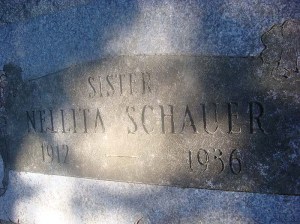 SISTER
NELLITA SCHAUER
1912 — 1936